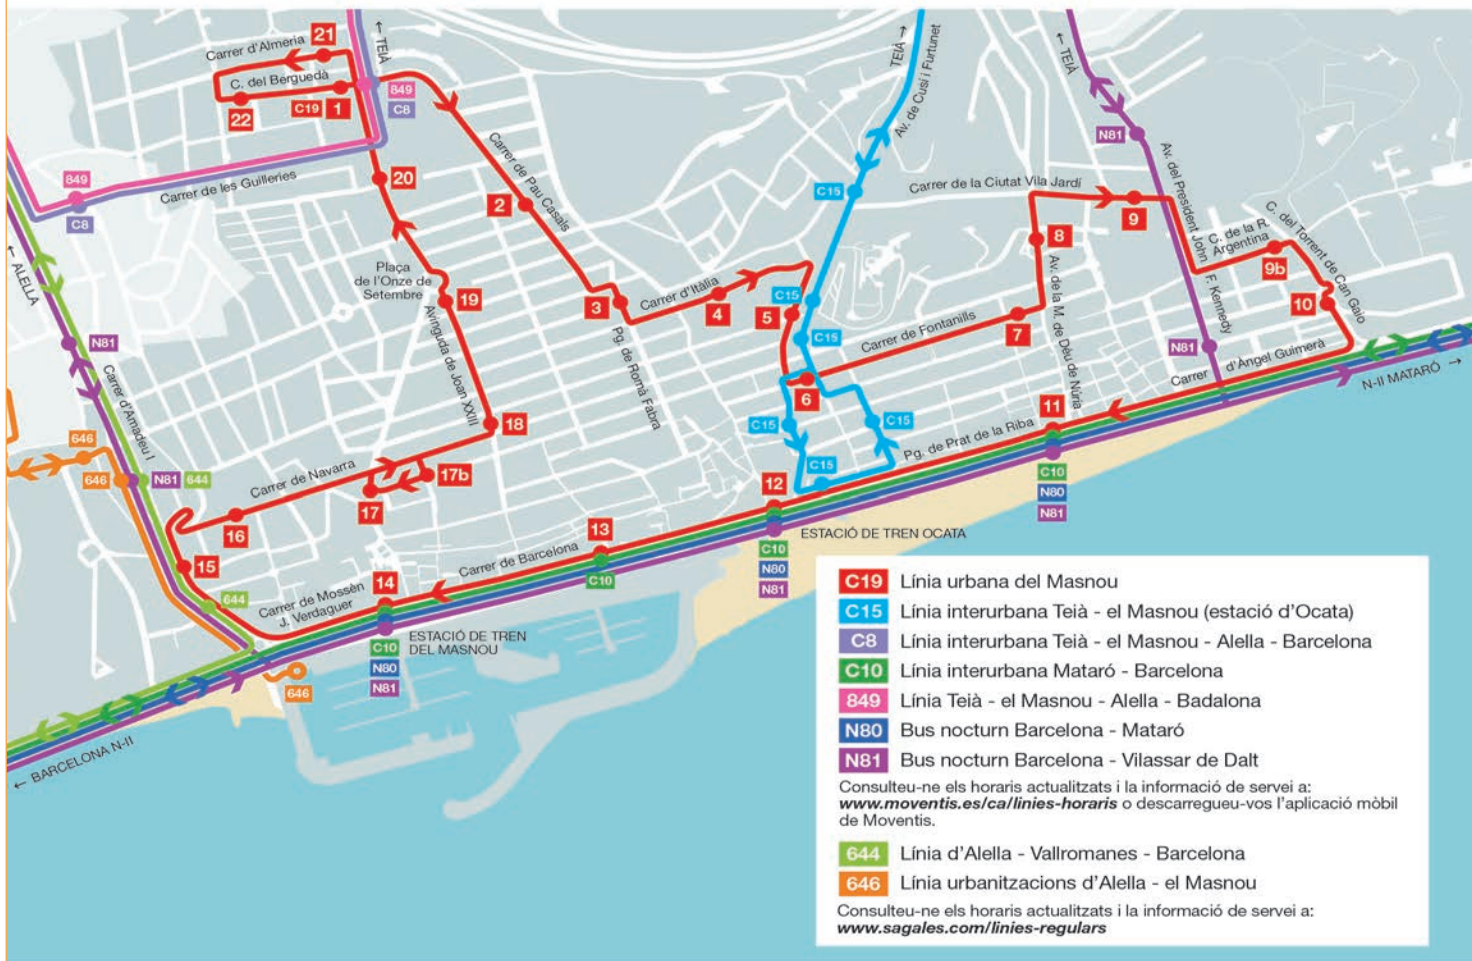 21
Carrer d'Almeria
← TEIÀ
C. del Berguedà
22
C19
1
849
C8
20
Carrer de les Guilleries
849
C8
← ALELLA
Carrer de Pau Casals
2
Plaça
de l'Onze de
Setembre
19
Avinguda de Joan XXIII
3
Carrer d'Itàlia
4
5
Pg. de Romà Fabra
TEIÀ →
Av. de Cusí i Furtunet
C15
C15
C15
C15
C15
C15
6
Carrer de Fontanills
7
8
Carrer de la Ciutat Vila Jardí
9
Av. de la M. de Dèu de Núria
← TEIÀ
N81
Av. del President John
F. Kennedy
C. de la R.
Argentina
9b
C. del Torrent de Can Gaio
10
N81
Carrer d'Àngel Guimerà
N-II MATARÓ →
N81
Carrer d'Amadeu I
646
646
N81
644
18
17b
17
Carrer de Navarra
16
15
644
Carrer de Mossèn
J. Verdaguer
14
ESTACIÓ DE TREN
DEL MASNOU
C10
N80
N81
646
← BARCELONA N-II
Carrer de Barcelona
13
C10
12
ESTACIÓ DE TREN OCATA
C10
N80
N81
Pg. de Prat de la Riba
11
C10
N80
N81
C19 Línia urbana del Masnou
C15 Línia interurbana Teià - el Masnou (estació d'Ocata)
C8 Línia interurbana Teià - el Masnou - Alella - Barcelona
C10 Línia interurbana Mataró - Barcelona
849 Línia Teià - el Masnou - Alella - Badalona
N80 Bus nocturn Barcelona - Mataró
N81 Bus nocturn Barcelona - Vilassar de Dalt
Consulteu-ne els horaris actualitzats i la informació de servei a:
www.moventis.es/ca/linies-horaris o descarregueu-vos l'aplicació mòbil
de Moventis.
644 Línia d'Alella - Vallromanes - Barcelona
646 Línia urbanitzacions d'Alella - el Masnou
Consulteu-ne els horaris actualitzats i la informació de servei a:
www.sagales.com/linies-regulars